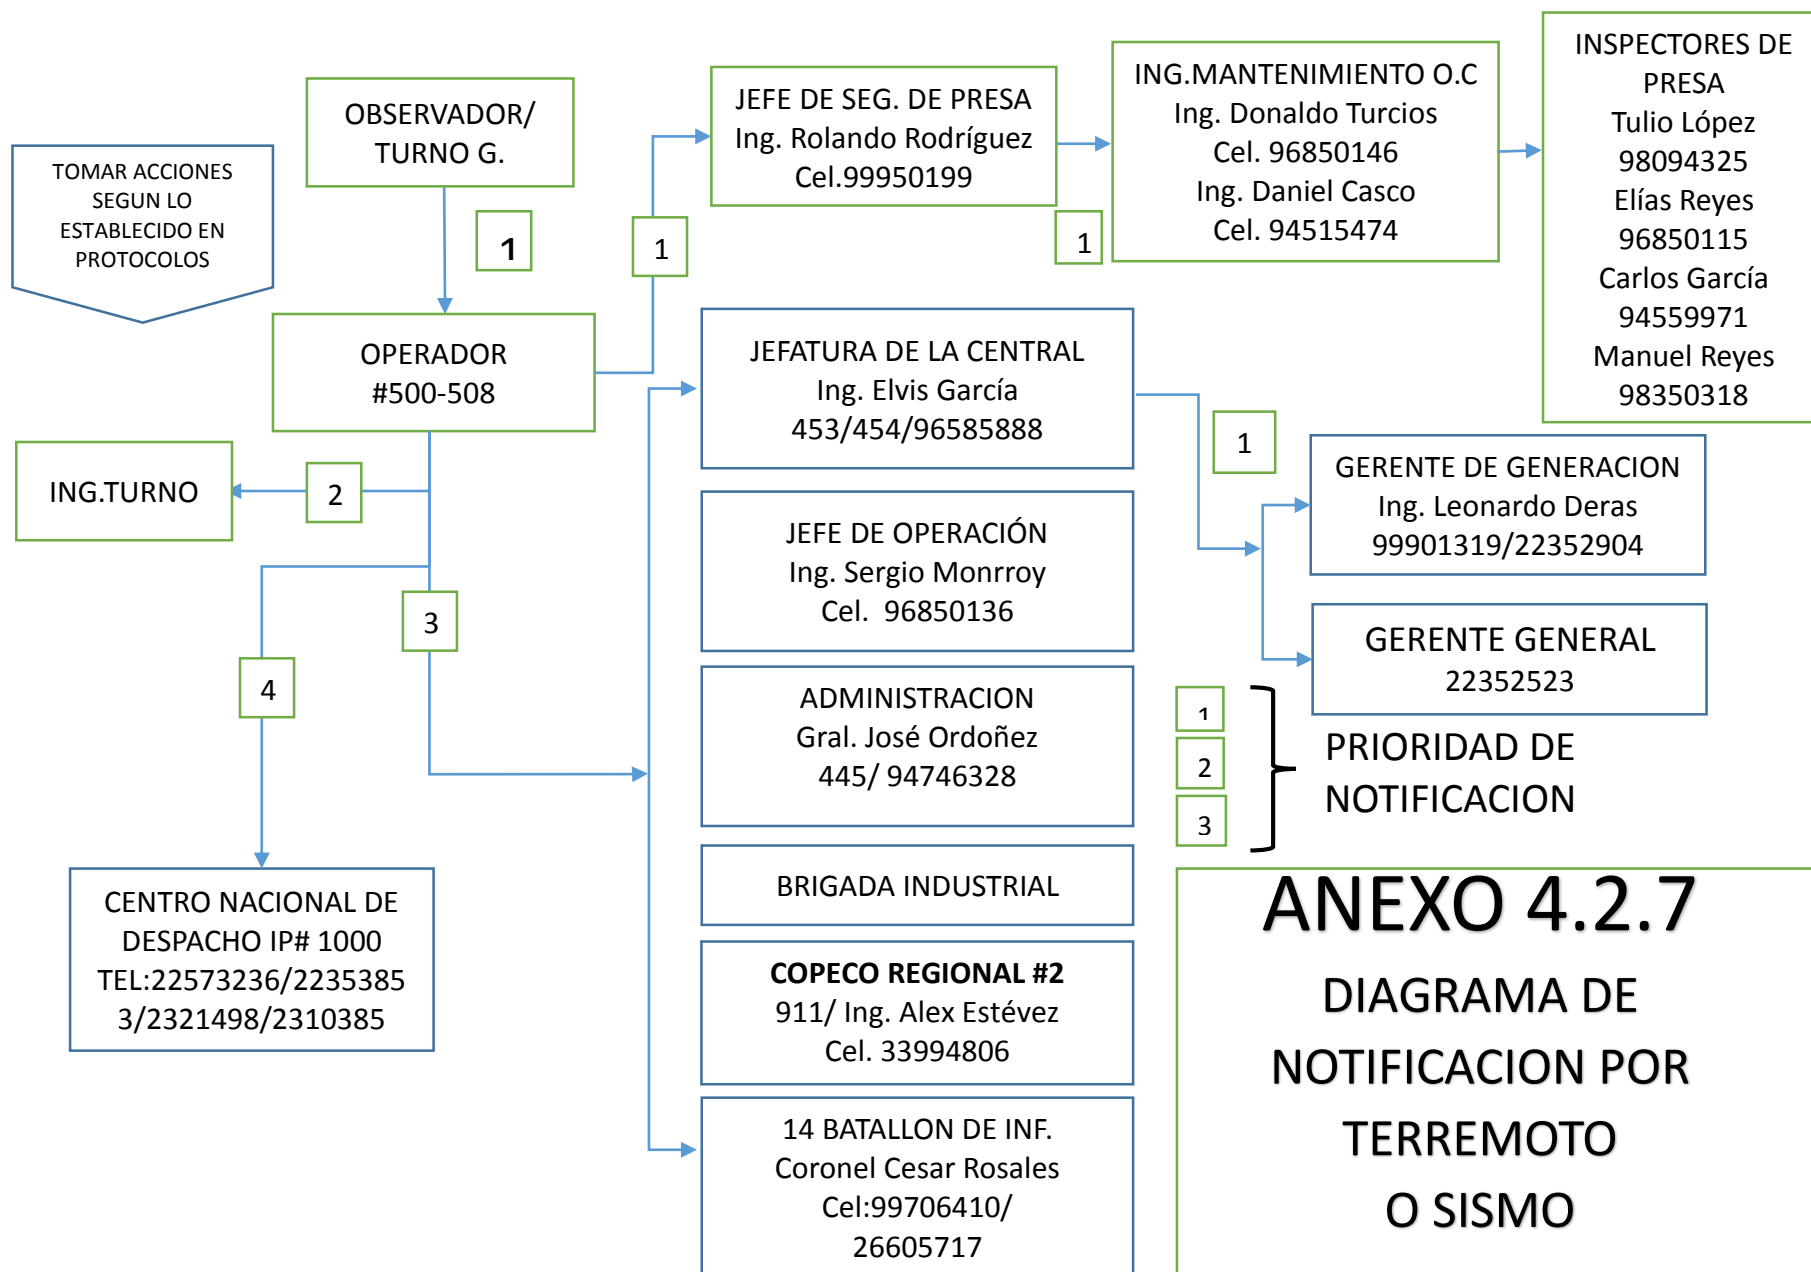 TOMAR ACCIONES
SEGUN LO
ESTABLECIDO EN
PROTOCOLOS
OBSERVADOR/
TURNO G.
1
OPERADOR
#500-508
1
JEFE DE SEG. DE PRESA
Ing. Rolando Rodríguez
Cel.99950199
1
ING.MANTENIMIENTO O.C
Ing. Donaldo Turcios
Cel. 96850146
Ing. Daniel Casco
Cel. 94515474
INSPECTORES DE
PRESA
Tulio López
98094325
Elías Reyes
96850115
Carlos García
94559971
Manuel Reyes
98350318
ING.TURNO
2
3
4
CENTRO NACIONAL DE
DESPACHO IP# 1000
TEL:22573236/2235385
3/2321498/2310385
JEFATURA DE LA CENTRAL
Ing. Elvis García
453/454/96585888
1
GERENTE DE GENERACION
Ing. Leonardo Deras
99901319/22352904
GERENTE GENERAL
22352523
JEFE DE OPERACIÓN
Ing. Sergio Monrroy
Cel.  96850136
ADMINISTRACION
Gral. José Ordoñez
445/ 94746328
BRIGADA INDUSTRIAL
COPECO REGIONAL #2
911/ Ing. Alex Estévez
Cel. 33994806
14 BATALLON DE INF.
Coronel Cesar Rosales
Cel:99706410/
26605717
1
2
3
PRIORIDAD DE
NOTIFICACION
ANEXO 4.2.7
DIAGRAMA DE
NOTIFICACION POR
TERREMOTO
O SISMO